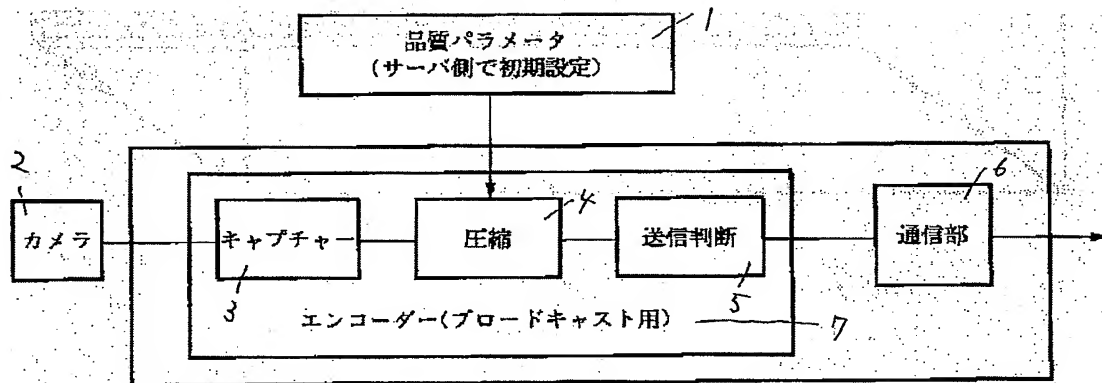 品質パラメータ
(サーバ側で初期設定)
1
2
カメラ
キャプチャー
3
圧縮
4
送信判断
5
通信部
6
エンコーダー(ブロードキャスト用)
7